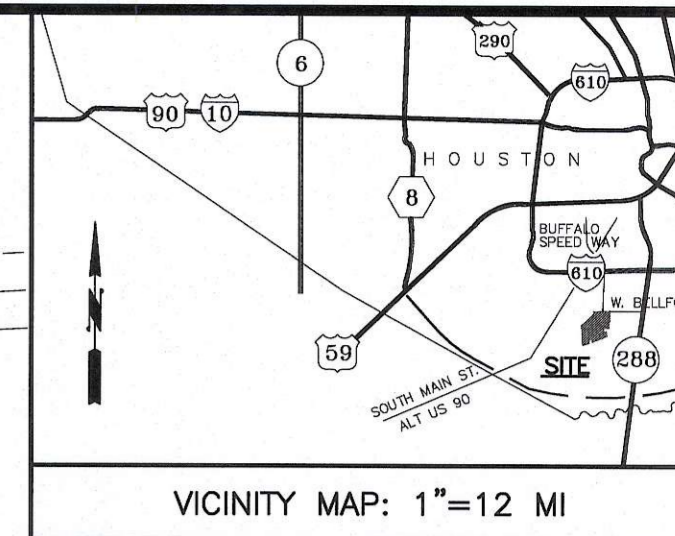 290
6
610
90
10
HOUSTON
8
BUFFALO
SPEED WAY
610
W. BELLFO
N
59
SITE
288
SOUTH MAIN ST.
ALT US 90
VICINITY MAP: 1"=12 MI